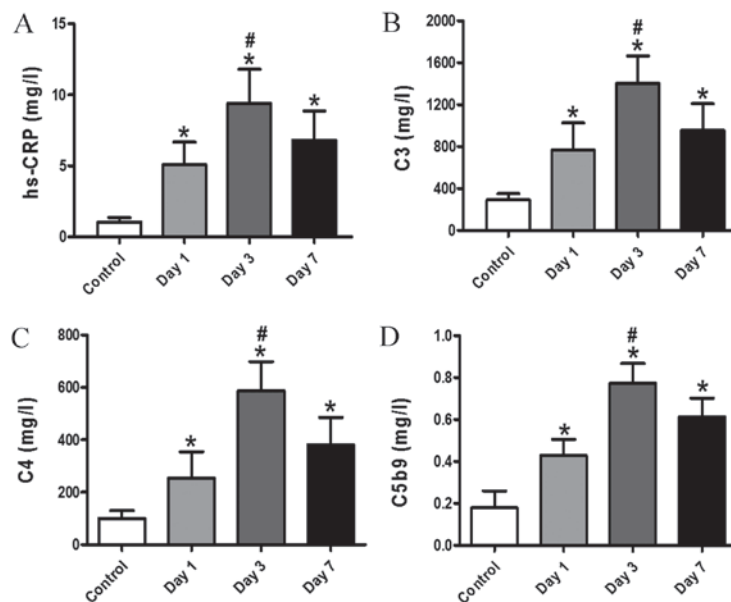 A
hs-CRP (mg/l)
15
10
5
0
*
#
*
*
Control
Day 1
Day 3
Day 7
B
C3 (mg/l)
2000
1600
1200
800
400
0
*
#
*
*
Control
Day 1
Day 3
Day 7
C
C4 (mg/l)
800
600
400
200
0
*
#
*
*
Control
Day 1
Day 3
Day 7
D
C5b9 (mg/l)
1.0
0.8
0.6
0.4
0.2
0.0
*
#
*
*
Control
Day 1
Day 3
Day 7